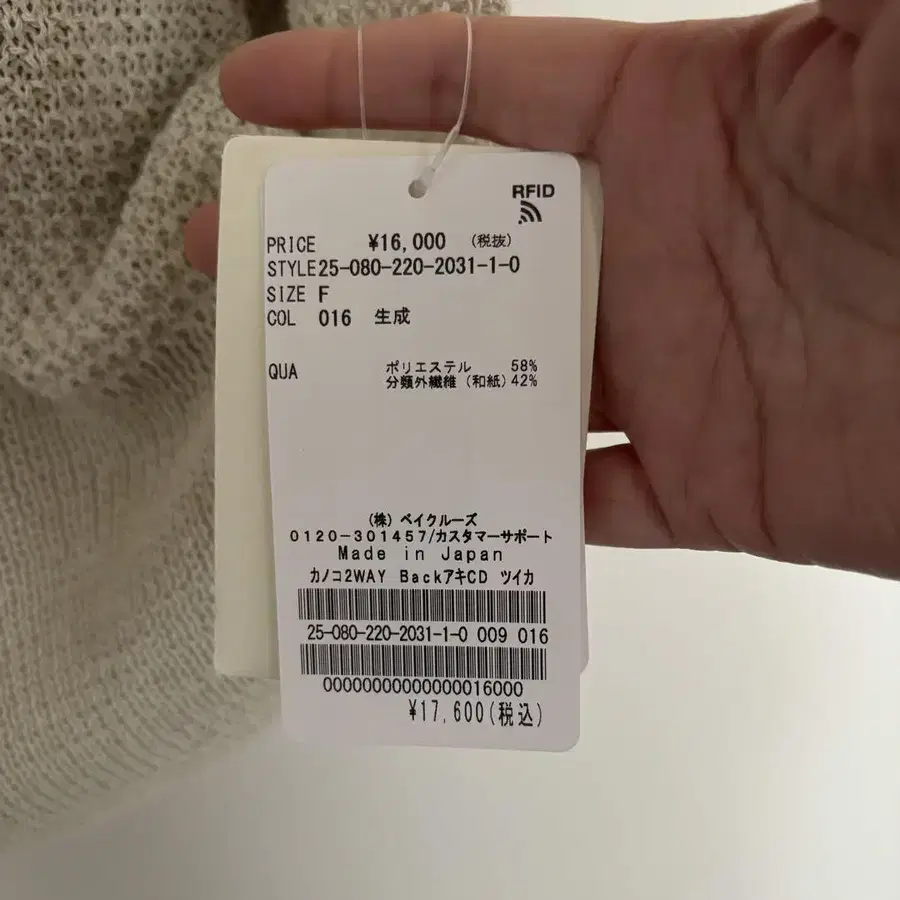 RFID
PRICE ¥16,000 (税抜)
STYLE 25-080-220-2031-1-0
SIZE F
COL 016 生成
QUA ポリエステル 58%
分類外繊維 (和紙) 42%
(株) ベイクルーズ
0120-301457/カスタマーサポート
Made in Japan
カノコ2WAY BackアキCD ツイカ
25-080-220-2031-1-0 009 016
00000000000000016000
¥17,600(税込)